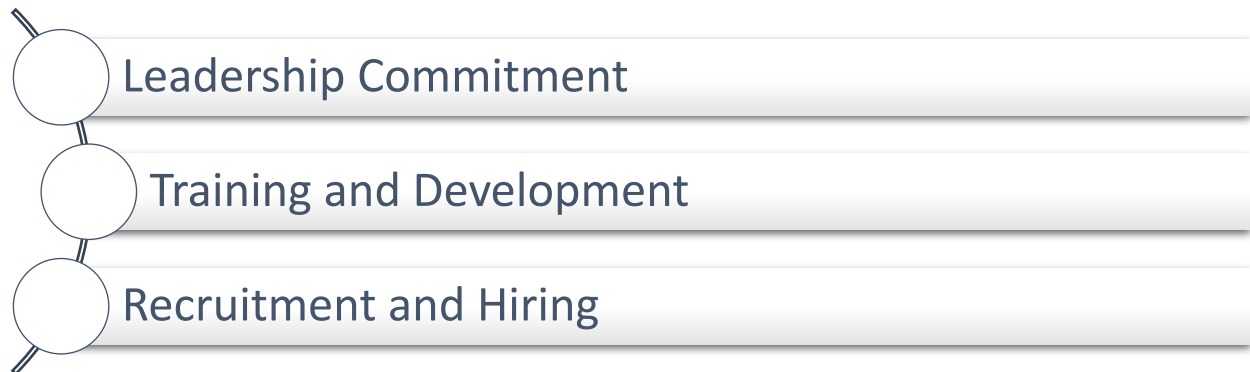 Leadership Commitment
Training and Development
Recruitment and Hiring